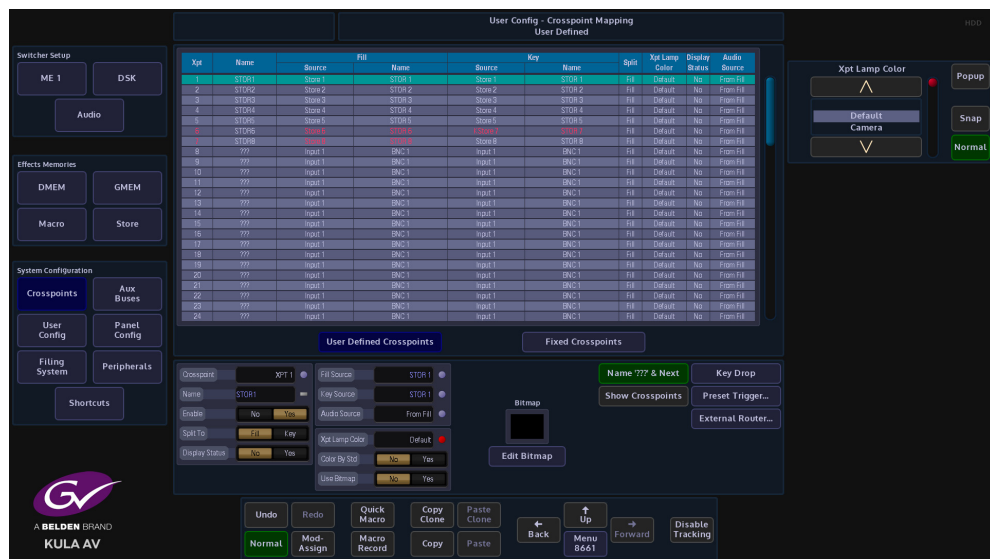 User Config - Crosspoint Mapping
User Defined
HDD
Switcher Setup
ME 1
DSK
Audio
Effects Memories
DMEM
GMEM
Macro
Store
System Configuration
Crosspoints
Aux Buses
User Config
Panel Config
Filing System
Peripherals
Shortcuts
Xpt Name Fill Key Split Xpt Lamp Color Display Status Audio Source
Source Name Source Name
1 STOR1 Store 1 STOR 1 Store 1 STOR 1 Fill Default No From Fill
2 STOR2 Store 2 STOR 2 Store 2 STOR 2 Fill Default No From Fill
3 STOR3 Store 3 STOR 3 Store 3 STOR 3 Fill Default No From Fill
4 STOR4 Store 4 STOR 4 Store 4 STOR 4 Fill Default No From Fill
5 STOR5 Store 5 STOR 5 Store 5 STOR 5 Fill Default No From Fill
STOR6 Fill Default No From Fill
STOR8 Store 8 STOR 8 Fill Default No From Fill
8 ??? Input 1 BNC 1 Input 1 BNC 1 Fill Default No From Fill
9 ??? Input 1 BNC 1 Input 1 BNC 1 Fill Default No From Fill
10 ??? Input 1 BNC 1 Input 1 BNC 1 Fill Default No From Fill
11 ??? Input 1 BNC 1 Input 1 BNC 1 Fill Default No From Fill
12 ??? Input 1 BNC 1 Input 1 BNC 1 Fill Default No From Fill
13 ??? Input 1 BNC 1 Input 1 BNC 1 Fill Default No From Fill
14 ??? Input 1 BNC 1 Input 1 BNC 1 Fill Default No From Fill
15 ??? Input 1 BNC 1 Input 1 BNC 1 Fill Default No From Fill
16 ??? Input 1 BNC 1 Input 1 BNC 1 Fill Default No From Fill
17 ??? Input 1 BNC 1 Input 1 BNC 1 Fill Default No From Fill
18 ??? Input 1 BNC 1 Input 1 BNC 1 Fill Default No From Fill
19 ??? Input 1 BNC 1 Input 1 BNC 1 Fill Default No From Fill
20 ??? Input 1 BNC 1 Input 1 BNC 1 Fill Default No From Fill
21 ??? Input 1 BNC 1 Input 1 BNC 1 Fill Default No From Fill
22 ??? Input 1 BNC 1 Input 1 BNC 1 Fill Default No From Fill
23 ??? Input 1 BNC 1 Input 1 BNC 1 Fill Default No From Fill
24 ??? Input 1 BNC 1 Input 1 BNC 1 Fill Default No From Fill
User Defined Crosspoints
Fixed Crosspoints
Xpt Lamp Color
Default
Camera
Popup
Snap
Normal
Crosspoint XPT 1
Name STOR1
Enable No Yes
Split To Fill Key
Display Status No Yes
Fill Source STOR 1
Key Source STOR 1
Audio Source From Fill
Xpt Lamp Color Default
Color By Std No Yes
Use Bitmap No Yes
Bitmap
Edit Bitmap
Name '???' & Next
Key Drop
Show Crosspoints
Preset Trigger...
External Router...
GV
A BELDEN BRAND
KULA AV
Undo
Redo
Quick Macro
Copy Clone
Paste Clone
Normal
Mod-Assign
Macro Record
Copy
Paste
Back
Up
Menu 8661
Forward
Disable Tracking